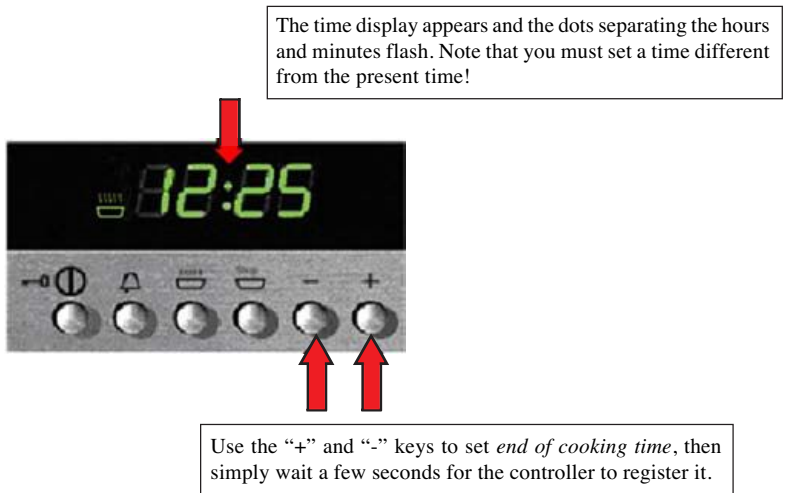 The time display appears and the dots separating the hours
and minutes flash. Note that you must set a time different
from the present time!
12:25
- +
Use the “+” and “-” keys to set end of cooking time, then
simply wait a few seconds for the controller to register it.